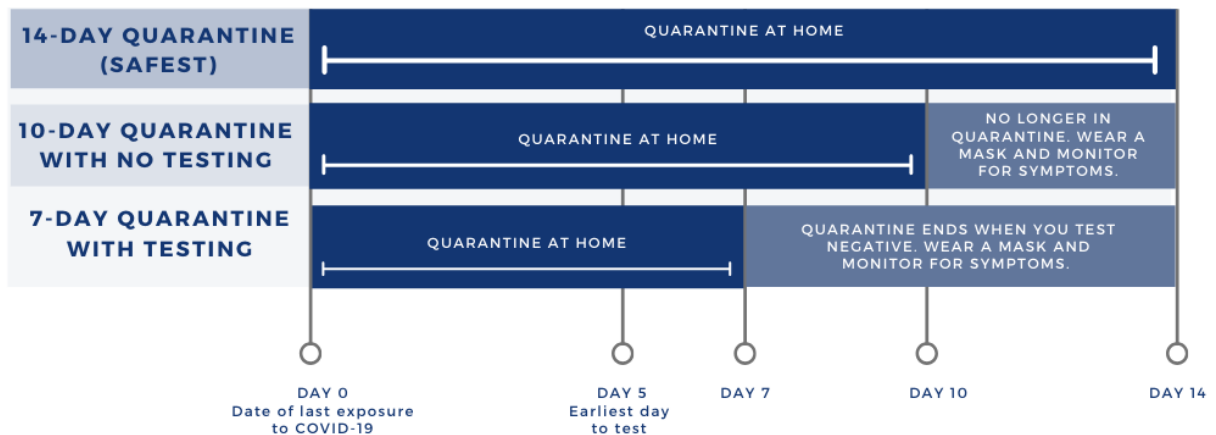 14-DAY QUARANTINE
(SAFEST)
QUARANTINE AT HOME
10-DAY QUARANTINE
WITH NO TESTING
QUARANTINE AT HOME
NO LONGER IN
QUARANTINE. WEAR A
MASK AND MONITOR
FOR SYMPTOMS.
7-DAY QUARANTINE
WITH TESTING
QUARANTINE AT HOME
QUARANTINE ENDS WHEN YOU TEST
NEGATIVE. WEAR A MASK AND
MONITOR FOR SYMPTOMS.
DAY 0
Date of last exposure
to COVID-19
DAY 5
Earliest day
to test
DAY 7
DAY 10
DAY 14